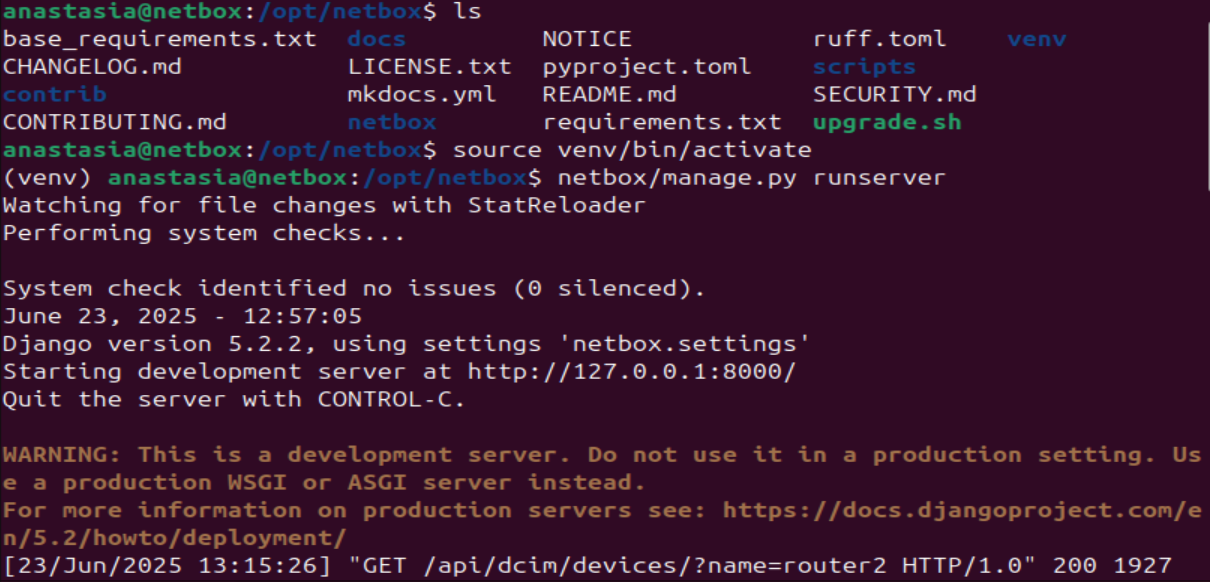 anastasia@netbox:/opt/netbox$ ls
base_requirements.txt docs NOTICE ruff.toml venv
CHANGELOG.md LICENSE.txt pyproject.toml scripts
contrib mkdocs.yml README.md SECURITY.md
CONTRIBUTING.md netbox requirements.txt upgrade.sh
anastasia@netbox:/opt/netbox$ source venv/bin/activate
(venv) anastasia@netbox:/opt/netbox$ netbox/manage.py runserver
Watching for file changes with StatReloader
Performing system checks...
System check identified no issues (0 silenced).
June 23, 2025 - 12:57:05
Django version 5.2.2, using settings 'netbox.settings'
Starting development server at http://127.0.0.1:8000/
Quit the server with CONTROL-C.
WARNING: This is a development server. Do not use it in a production setting. Us
e a production WSGI or ASGI server instead.
For more information on production servers see: https://docs.djangoproject.com/e
n/5.2/howto/deployment/
[23/Jun/2025 13:15:26] "GET /api/dcim/devices/?name=router2 HTTP/1.0" 200 1927